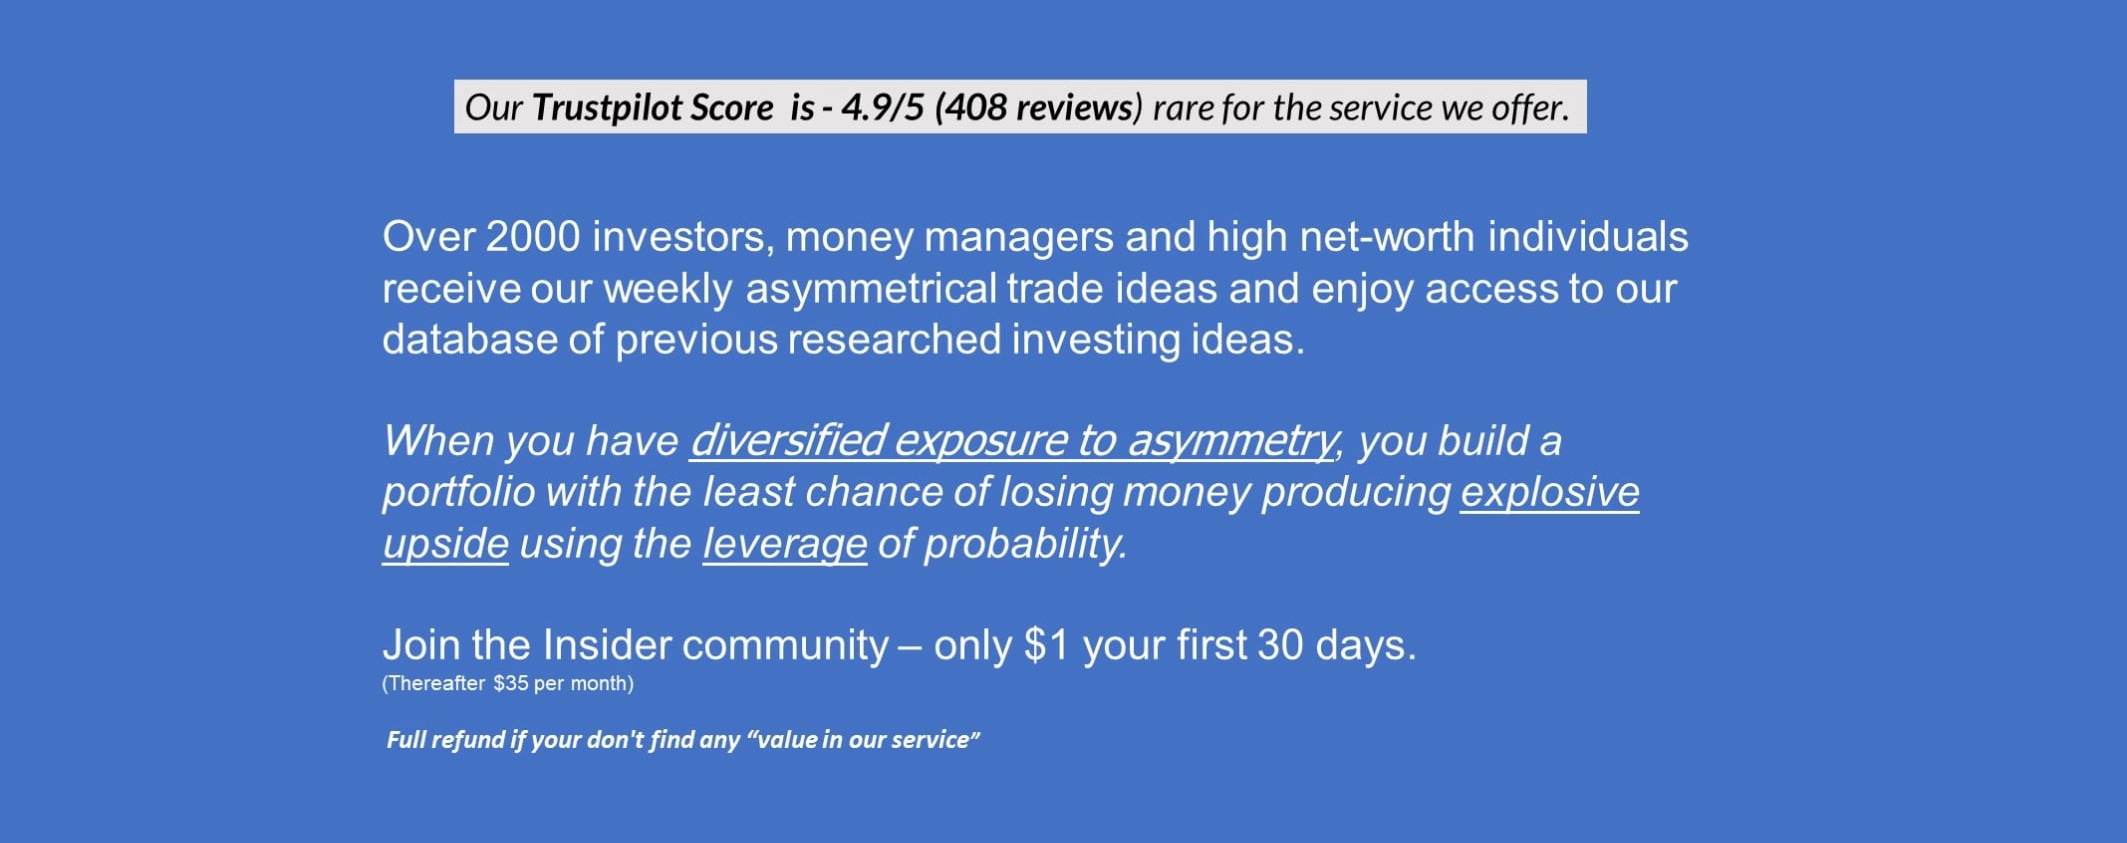 Our Trustpilot Score is - 4.9/5 (408 reviews) rare for the service we offer.
Over 2000 investors, money managers and high net-worth individuals
receive our weekly asymmetrical trade ideas and enjoy access to our
database of previous researched investing ideas.
When you have diversified exposure to asymmetry, you build a
portfolio with the least chance of losing money producing explosive
upside using the leverage of probability.
Join the Insider community – only $1 your first 30 days.
(Thereafter $35 per month)
Full refund if your don't find any “value in our service”